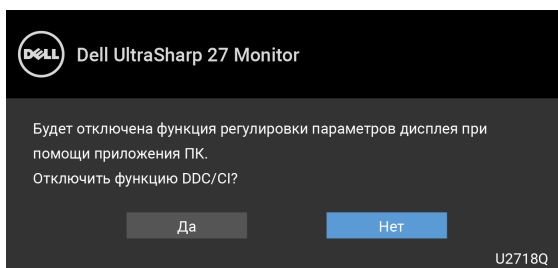 DELL Dell UltraSharp 27 Monitor
Будет отключена функция регулировки параметров дисплея при
помощи приложения ПК.
Отключить функцию DDC/CI?
Да Нет
U2718Q